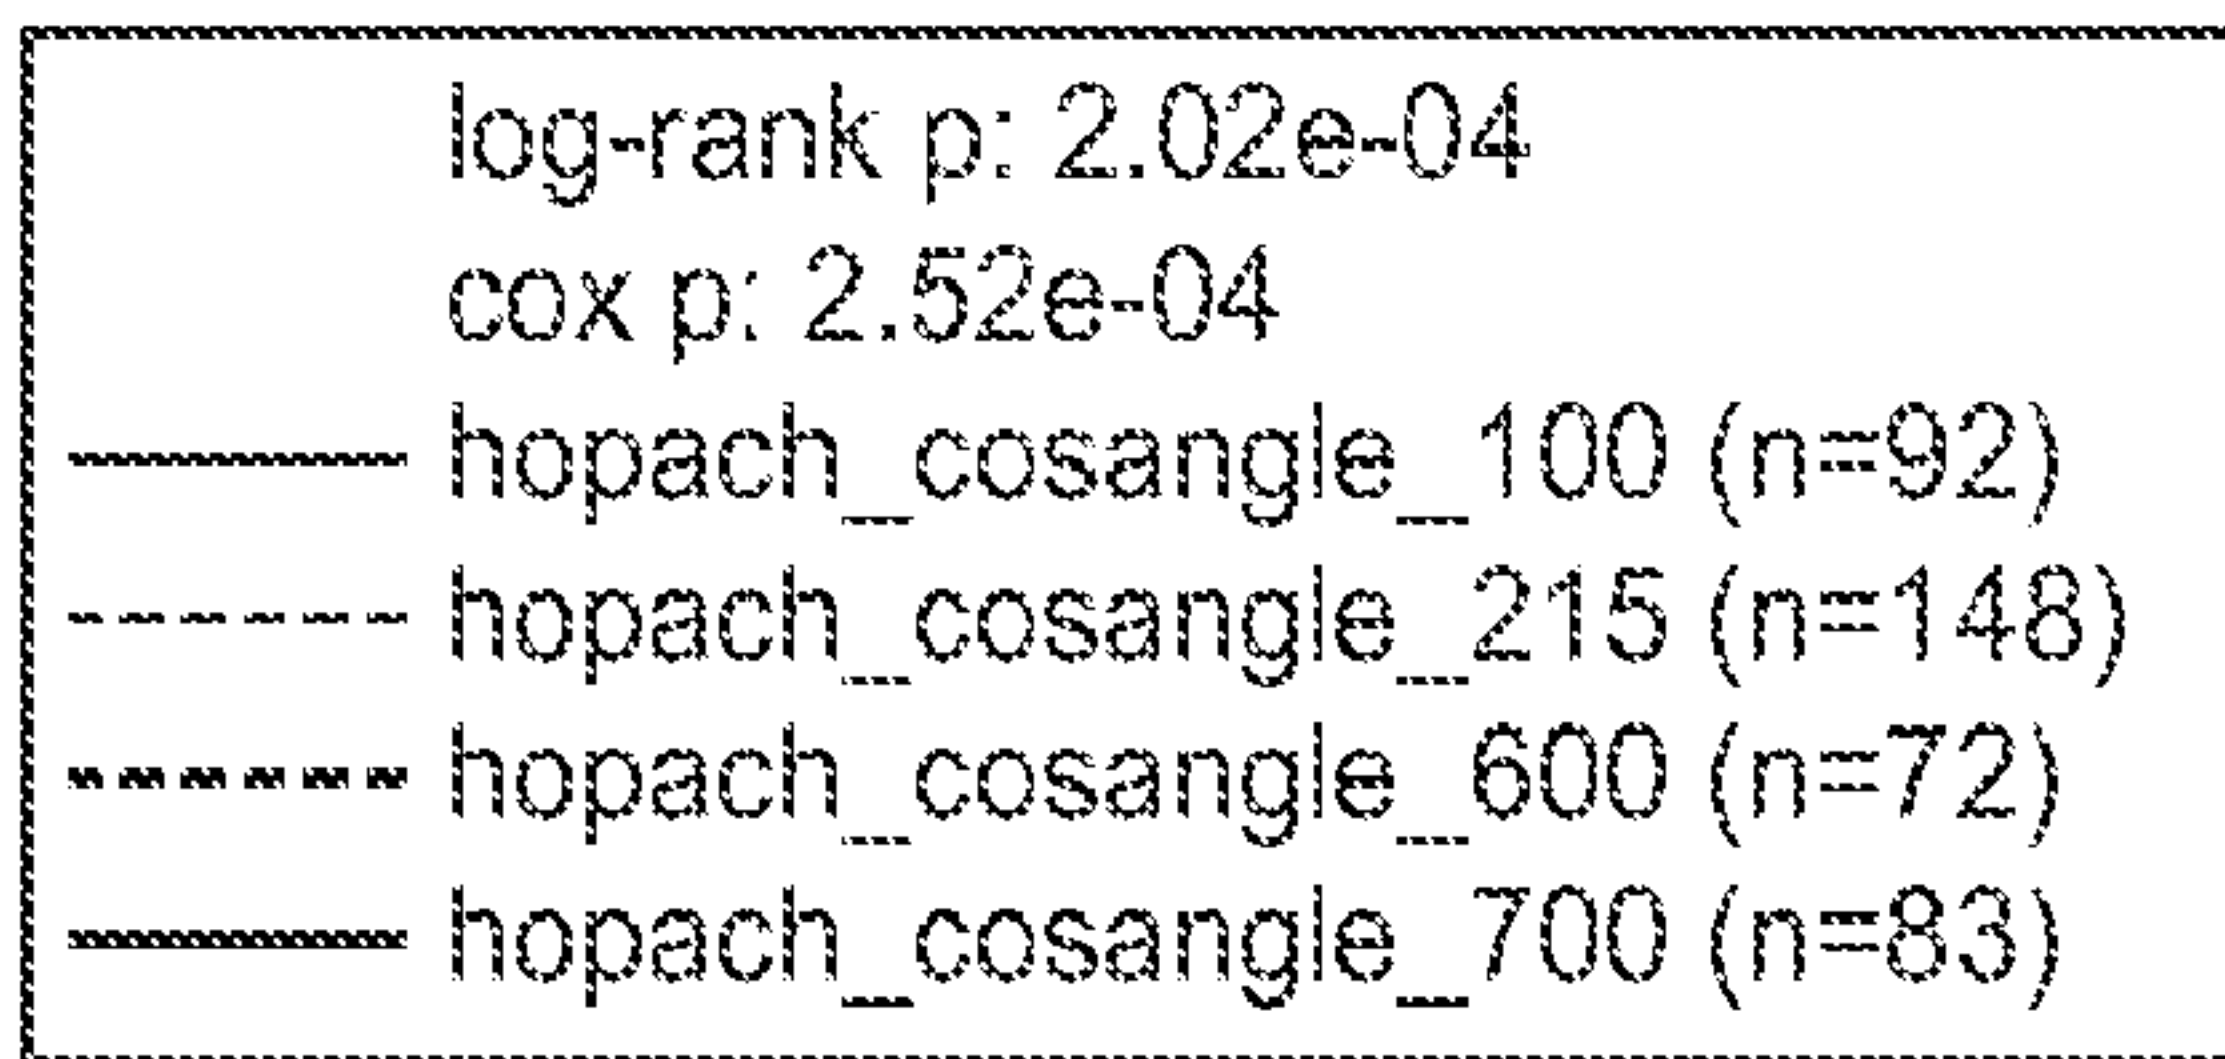 log-rank p: 2.02e-04
cox p: 2.52e-04
hopach_cosangle_100 (n=92)
hopach_cosangle_215 (n=148)
hopach_cosangle_600 (n=72)
hopach_cosangle_700 (n=83)